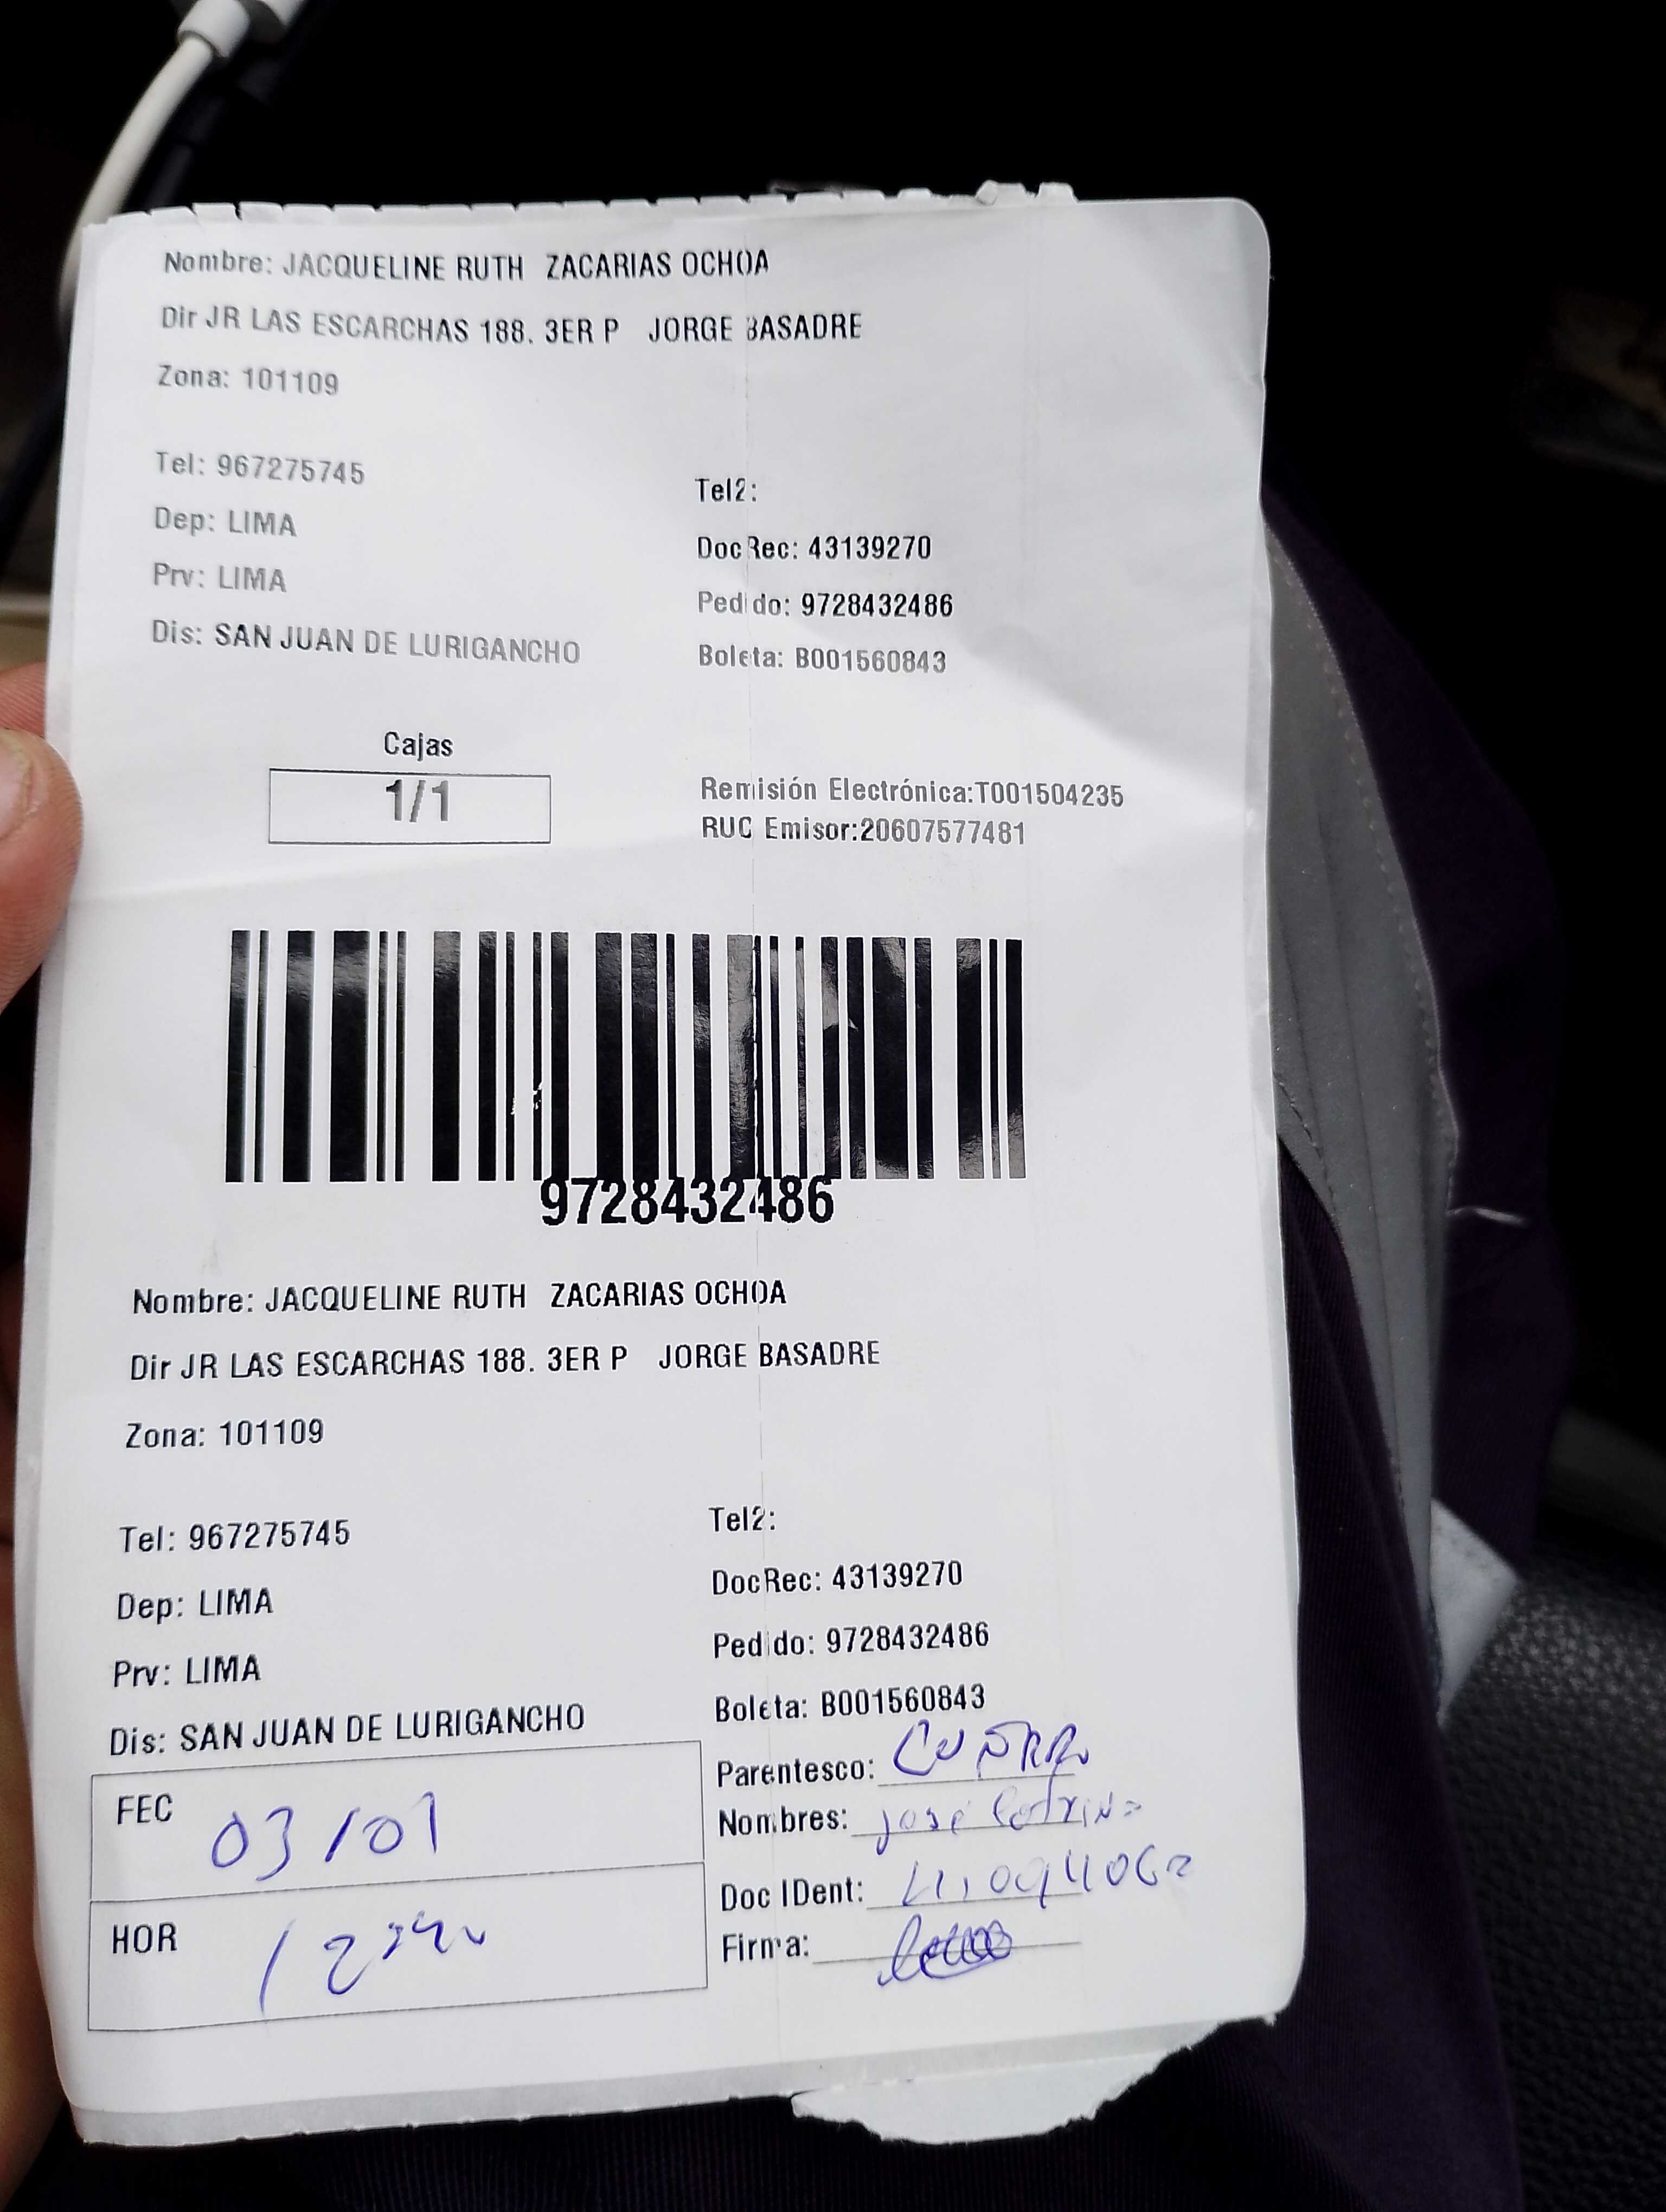 Nombre: JACQUELINE RUTH ZACARIAS OCHOA
Dir JR LAS ESCARCHAS 188. 3ER P JORGE BASADRE
Zona: 101109
Tel: 967275745
Tel2:
Dep: LIMA
DocRec: 43139270
Prv: LIMA
Pedido: 9728432486
Dis: SAN JUAN DE LURIGANCHO
Boleta: B001560843
Cajas
1/1
Remisión Electrónica:T001504235
RUC Emisor:20607577481
9728432486
Nombre: JACQUELINE RUTH ZACARIAS OCHOA
Dir JR LAS ESCARCHAS 188. 3ER P JORGE BASADRE
Zona: 101109
Tel: 967275745
Tel2:
Dep: LIMA
DocRec: 43139270
Prv: LIMA
Pedido: 9728432486
Dis: SAN JUAN DE LURIGANCHO
Boleta: B001560843
Parentesco:
FEC 03/01
Nombres: José
Doc IDent:
HOR
Firma: